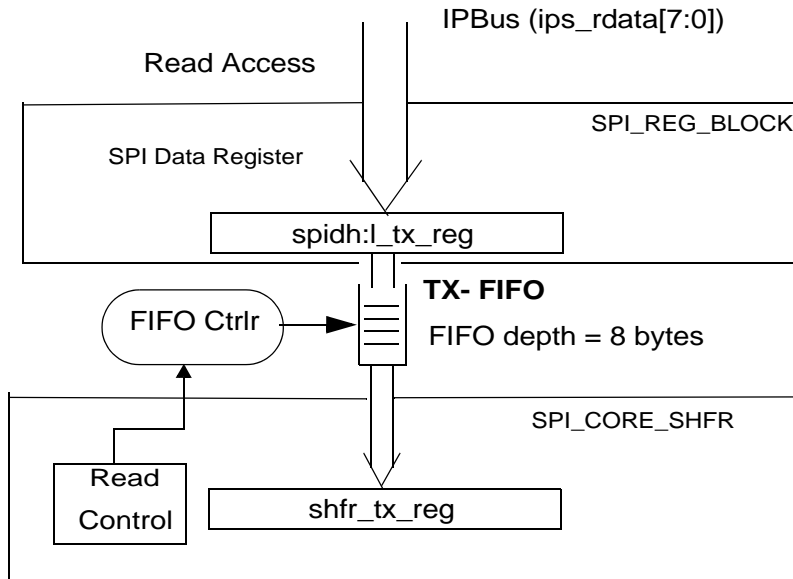 IPBus (ips_rdata[7:0])
Read Access
SPI_REG_BLOCK
SPI Data Register
spidh:l_tx_reg
TX- FIFO
FIFO Ctrlr
FIFO depth = 8 bytes
SPI_CORE_SHFR
Read
Control
shfr_tx_reg